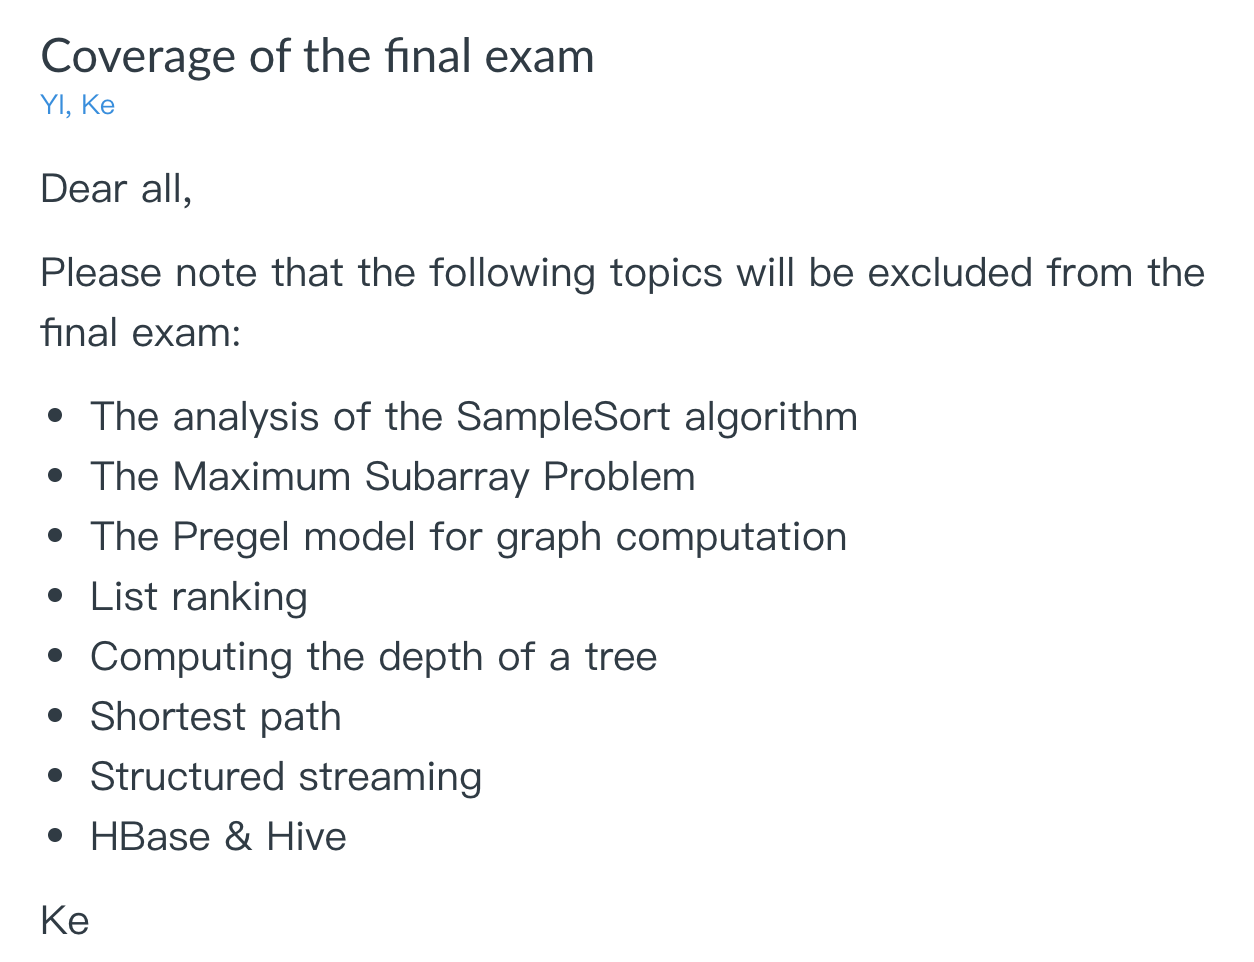 Coverage of the final exam
YI, Ke
Dear all,
Please note that the following topics will be excluded from the
final exam:
• The analysis of the SampleSort algorithm
• The Maximum Subarray Problem
• The Pregel model for graph computation
• List ranking
• Computing the depth of a tree
• Shortest path
• Structured streaming
• HBase & Hive
Ke